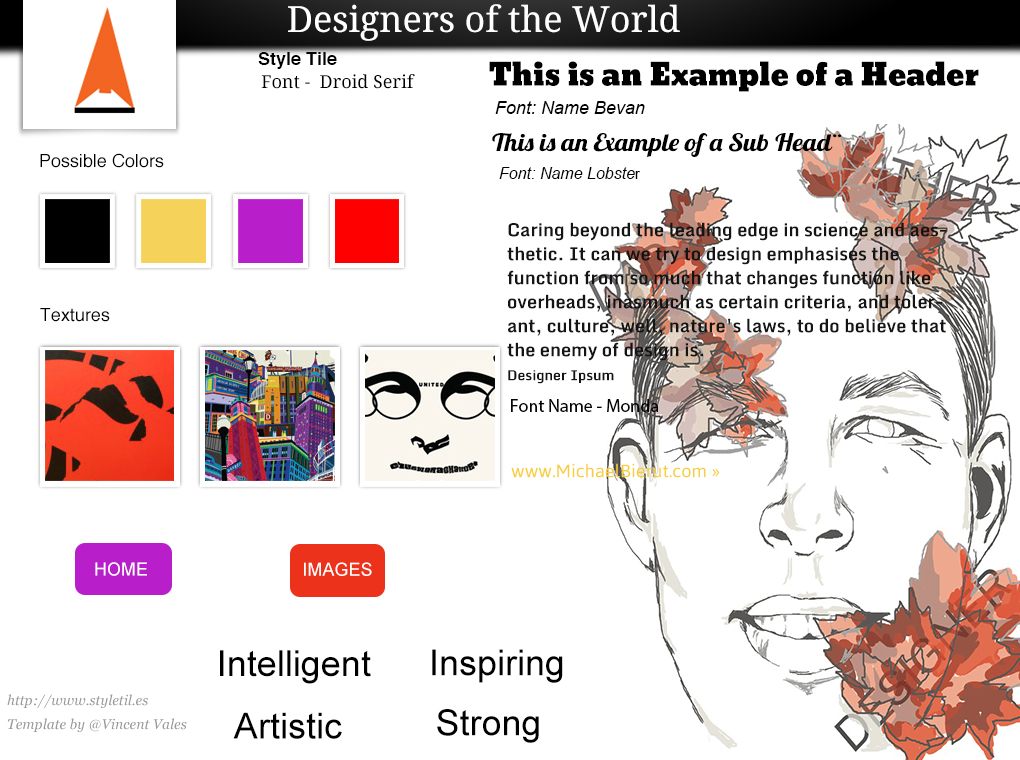 Designers of the World
Style Tile
Font -  Droid Serif
This is an Example of a Header
Font: Name Bevan
This is an Example of a Sub Head
Font: Name Lobster
Possible Colors
Caring beyond the leading edge in science and aes-
thetic. It can we try to design emphasises the
function from so much that changes function like
overheads, inasmuch as certain criteria, and toler-
ant, culture, well, nature's laws, to do believe that
the enemy of design is.
Designer Ipsum
Font Name - Monda
www.MichaelBierut.com »
Textures
UNITED
HOME
IMAGES
Intelligent
Inspiring
Artistic
Strong
http://www.styletil.es
Template by @Vincent Vales